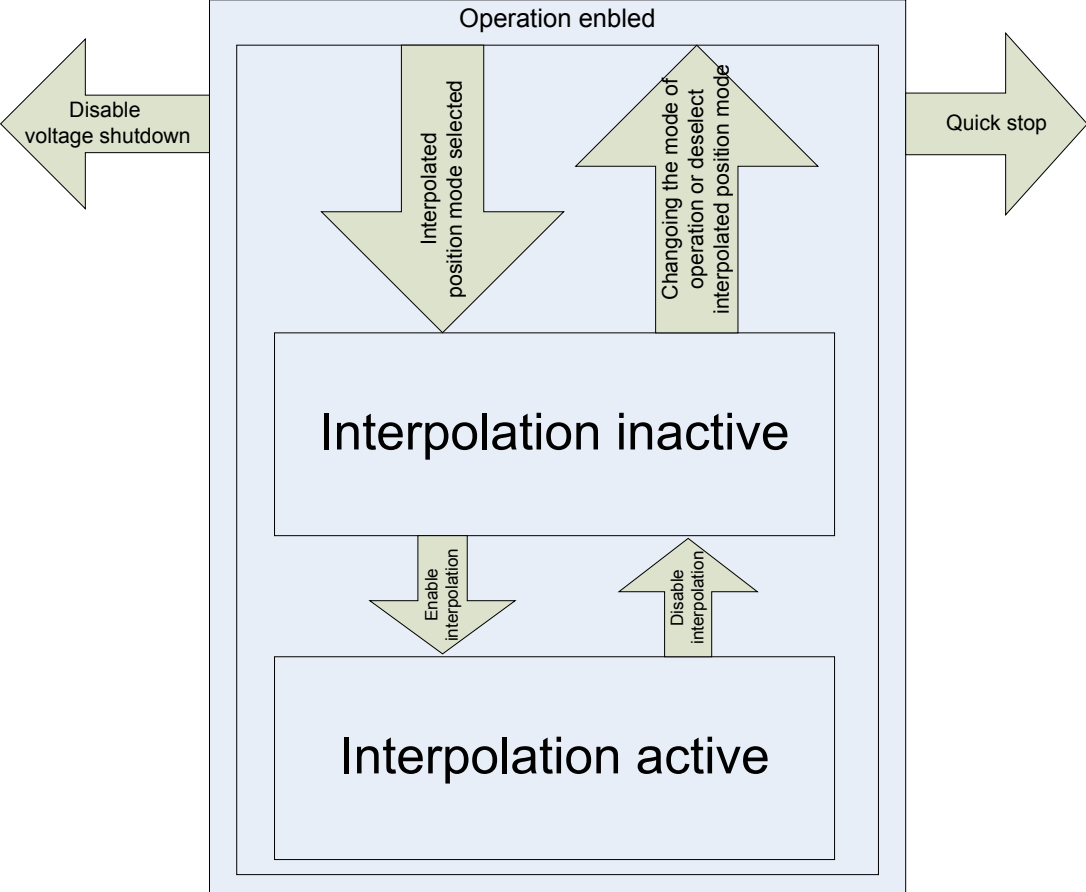 Operation enbled
Disable
voltage shutdown
Interpolated
position mode selected
Changoing the mode of
operation or deselect
interpolated position mode
Quick stop
Interpolation inactive
Enable
interpolation
Disable
interpolation
Interpolation active